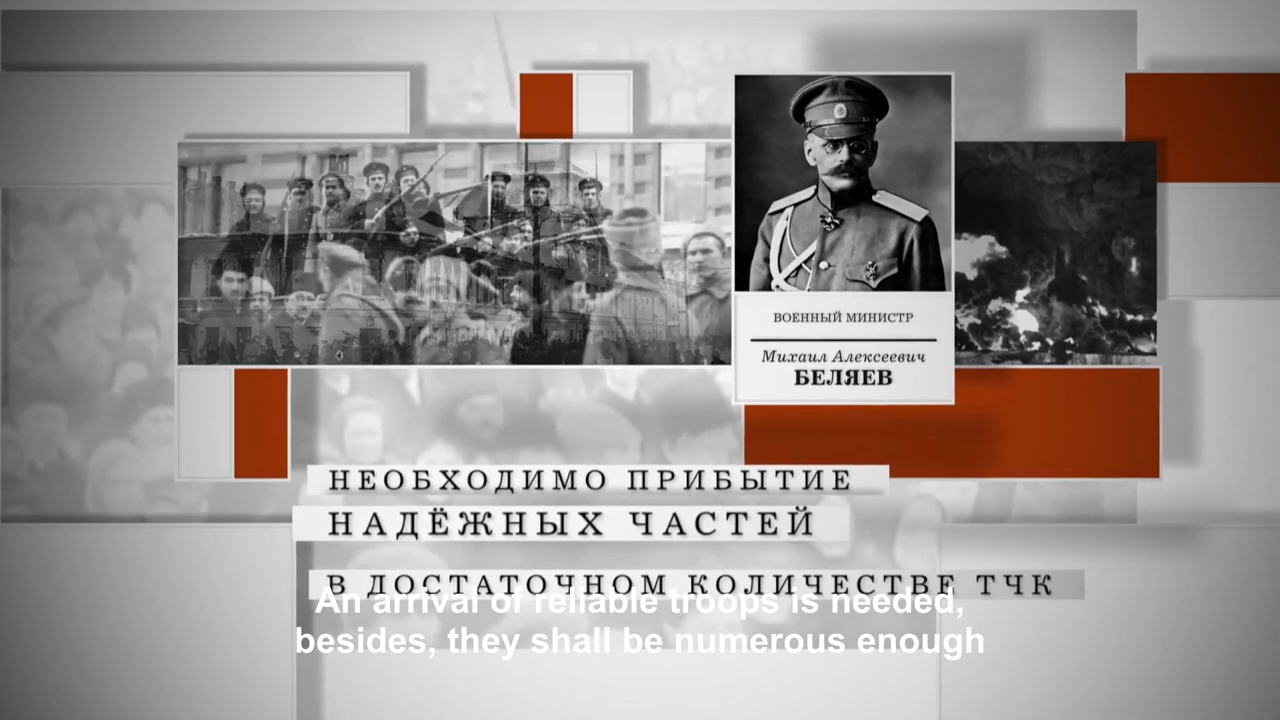 ВОЕННЫЙ МИНИСТР
Михаил Алексеевич
БЕЛЯЕВ
НЕОБХОДИМО ПРИБЫТИЕ
НАДЁЖНЫХ ЧАСТЕЙ
В ДОСТАТОЧНОМ КОЛИЧЕСТВЕ ТЧК
An arrival of reliable troops is needed,
besides, they shall be numerous enough